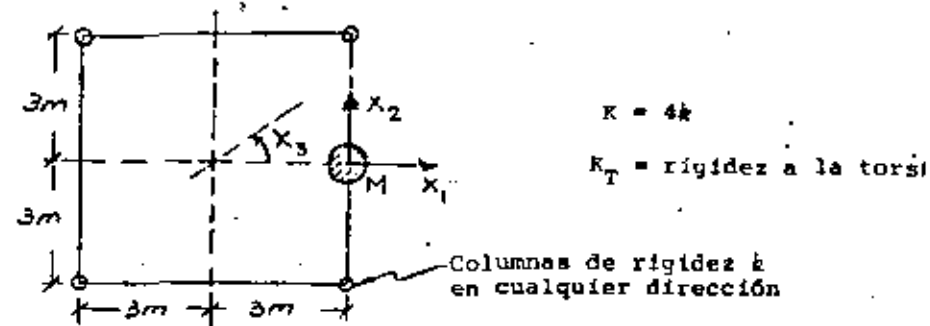 3m
3m
X₂
X₃
M
X₁
K = 4k
K_T = rigidez a la torsi
Columnas de rigidez k
en cualquier dirección
3m
3m